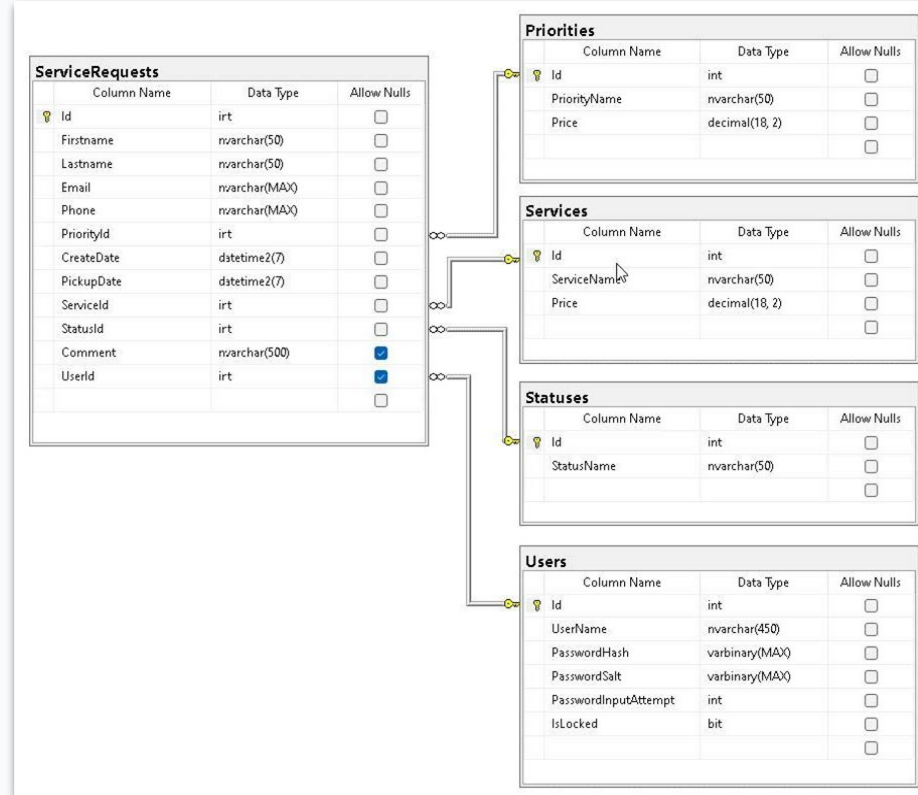 ServiceRequests
Column Name Data Type Allow Nulls
Id irt
Firstname nvarchar(50)
Lastname nvarchar(50)
Email nvarchar(MAX)
Phone nvarchar(MAX)
PriorityId irt
CreateDate datetime2(7)
PickupDate datetime2(7)
ServiceId irt
StatusId irt
Comment nvarchar(500)
UserId irt
Priorities
Column Name Data Type Allow Nulls
Id int
PriorityName nvarchar(50)
Price decimal(18, 2)
Services
Column Name Data Type Allow Nulls
Id int
ServiceName nvarchar(50)
Price decimal(18, 2)
Statuses
Column Name Data Type Allow Nulls
Id int
StatusName nvarchar(50)
Users
Column Name Data Type Allow Nulls
Id int
UserName nvarchar(450)
PasswordHash varbinary(MAX)
PasswordSalt varbinary(MAX)
PasswordInputAttempt int
IsLocked bit